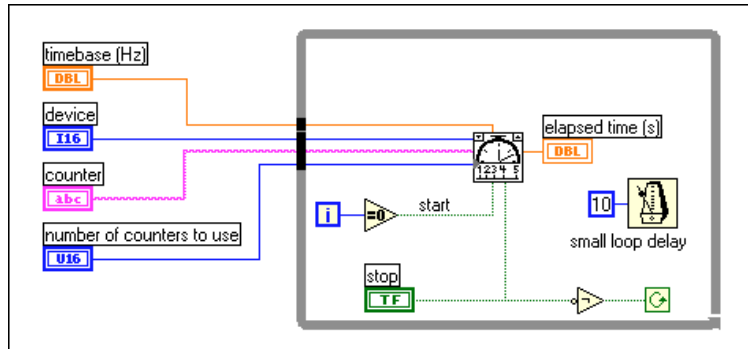 timebase (Hz)
DBL
device
I16
counter
abc
number of counters to use
U16
i
=0
start
1 2 3 4 5
elapsed time (s)
DBL
10
small loop delay
stop
TF